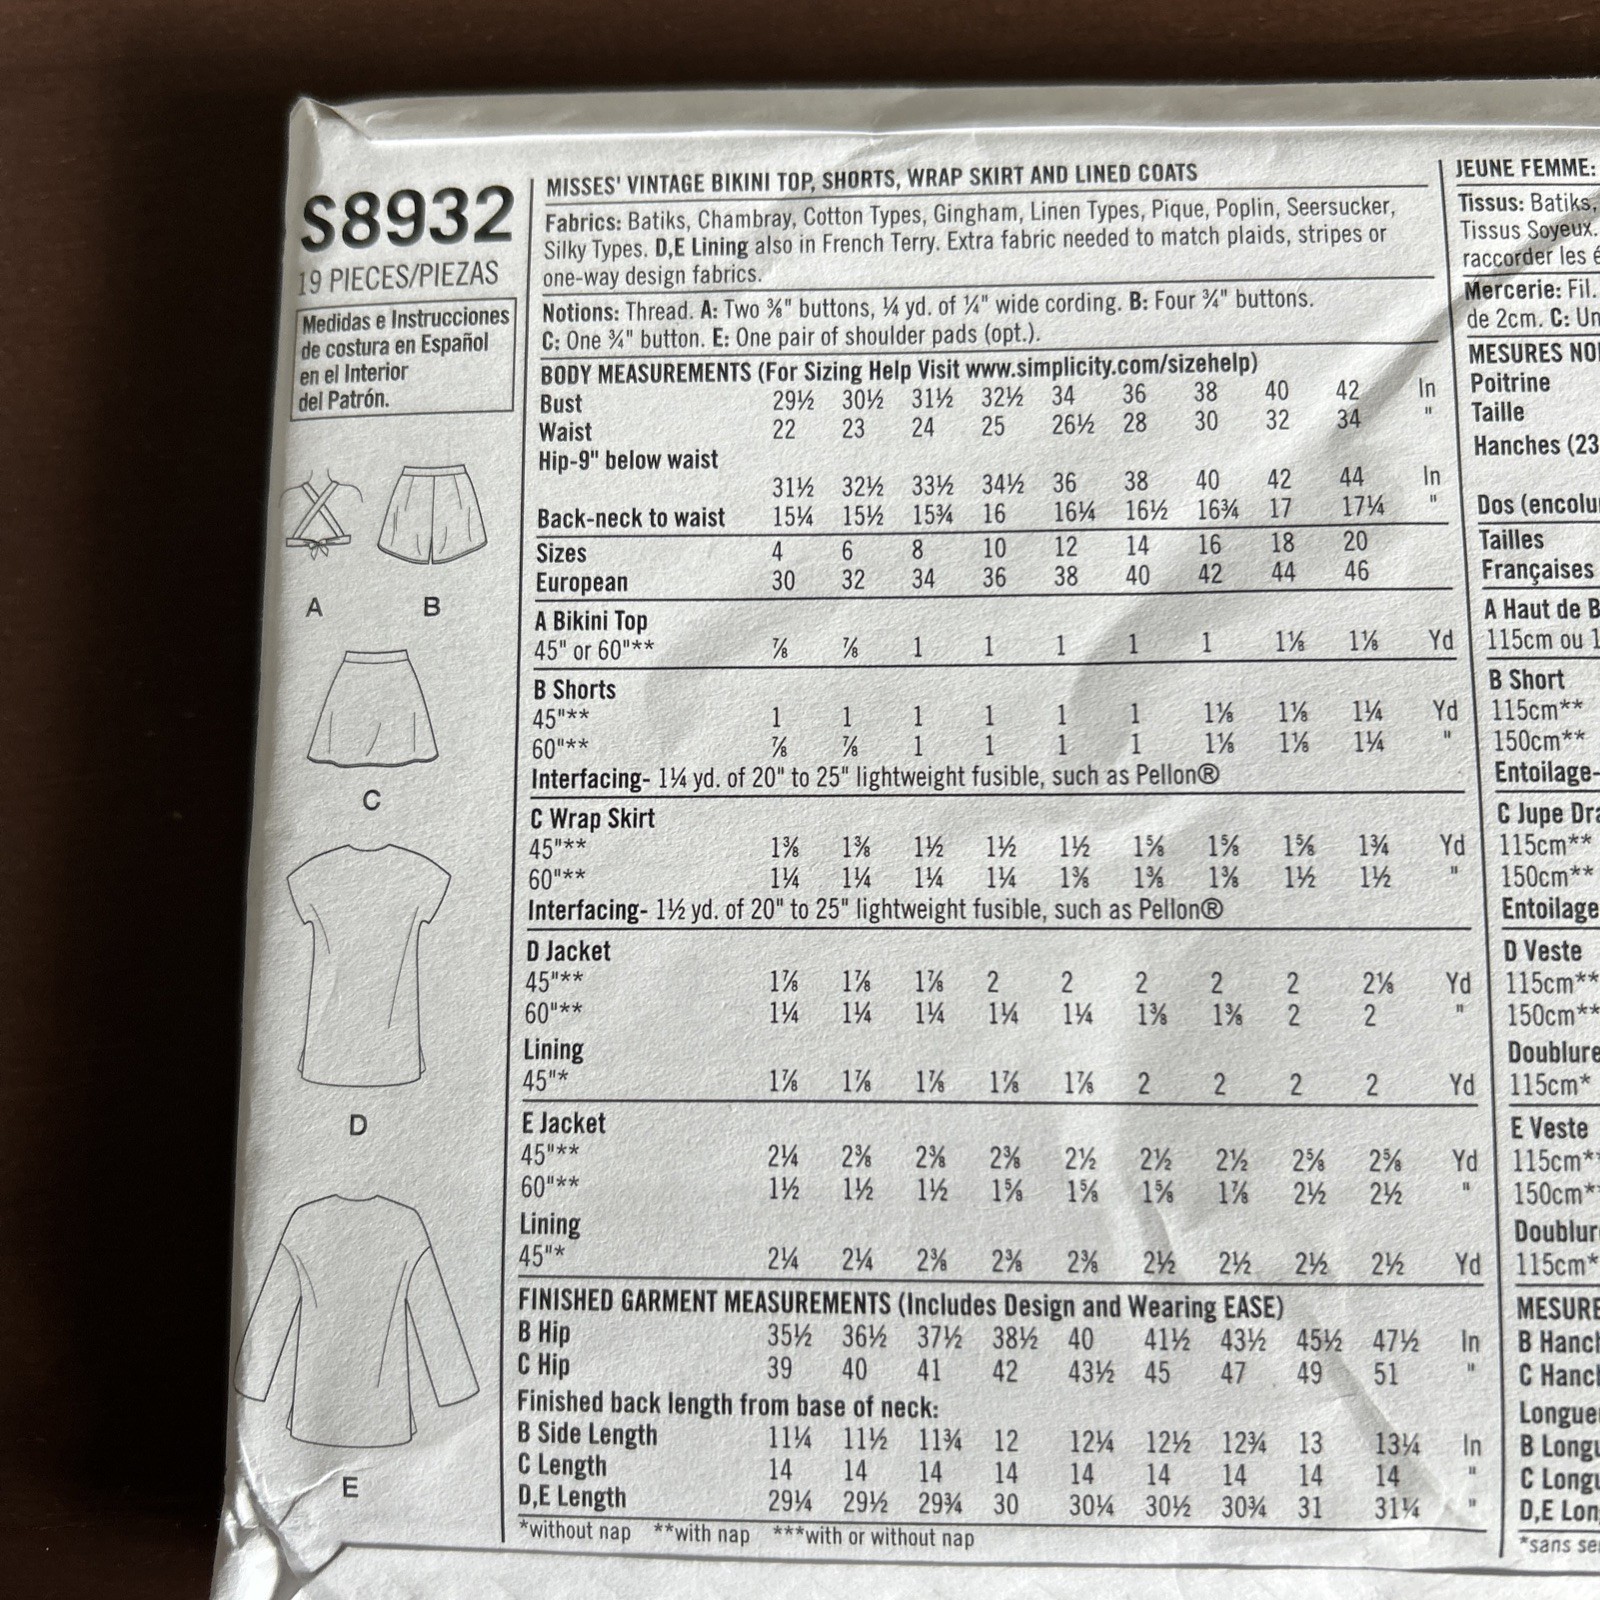 S8932
19 PIECES/PIEZAS
Medidas e Instrucciones
de costura en Español
en el Interior
del Patrón.
A B
C
D
E
MISSES' VINTAGE BIKINI TOP, SHORTS, WRAP SKIRT AND LINED COATS
Fabrics: Batiks, Chambray, Cotton Types, Gingham, Linen Types, Pique, Poplin, Seersucker,
Silky Types. D,E Lining also in French Terry. Extra fabric needed to match plaids, stripes or
one-way design fabrics.
Notions: Thread. A: Two ⅝" buttons, ¼ yd. of ¼" wide cording. B: Four ¾" buttons.
C: One ¾" button. E: One pair of shoulder pads (opt.).
BODY MEASUREMENTS (For Sizing Help Visit www.simplicity.com/sizehelp)
Bust 29½ 30½ 31½ 32½ 34 36 38 40 42 In
Waist 22 23 24 25 26½ 28 30 32 34 "
Hip-9" below waist
31½ 32½ 33½ 34½ 36 38 40 42 44 In
Back-neck to waist 15¼ 15½ 15¾ 16 16¼ 16½ 16¾ 17 17¼ "
Sizes 4 6 8 10 12 14 16 18 20
European 30 32 34 36 38 40 42 44 46
A Bikini Top
45" or 60"** ⅞ ⅞ 1 1 1 1 1 1⅛ 1⅛ Yd
B Shorts
45"** 1 1 1 1 1 1 1⅛ 1⅛ 1¼ Yd
60"** ⅞ ⅞ 1 1 1 1 1⅛ 1⅛ 1¼ "
Interfacing- 1¼ yd. of 20" to 25" lightweight fusible, such as Pellon®
C Wrap Skirt
45"** 1⅜ 1⅜ 1½ 1½ 1½ 1⅝ 1⅝ 1⅝ 1¾ Yd
60"** 1¼ 1¼ 1¼ 1¼ 1⅜ 1⅜ 1⅜ 1½ 1½ "
Interfacing- 1½ yd. of 20" to 25" lightweight fusible, such as Pellon®
D Jacket
45"** 1⅞ 1⅞ 1⅞ 2 2 2 2 2 2⅛ Yd
60"** 1¼ 1¼ 1¼ 1¼ 1¼ 1⅜ 1⅜ 2 2 "
Lining
45"* 1⅞ 1⅞ 1⅞ 1⅞ 1⅞ 2 2 2 2 Yd
E Jacket
45"** 2¼ 2⅜ 2⅜ 2⅜ 2½ 2½ 2½ 2⅝ 2⅝ Yd
60"** 1½ 1½ 1½ 1⅝ 1⅝ 1⅝ 1⅞ 2½ 2½ "
Lining
45"* 2¼ 2¼ 2⅜ 2⅜ 2⅜ 2½ 2½ 2½ 2½ Yd
FINISHED GARMENT MEASUREMENTS (Includes Design and Wearing EASE)
B Hip 35½ 36½ 37½ 38½ 40 41½ 43½ 45½ 47½ In
C Hip 39 40 41 42 43½ 45 47 49 51 "
Finished back length from base of neck:
B Side Length 11¼ 11½ 11¾ 12 12¼ 12½ 12¾ 13 13¼ In
C Length 14 14 14 14 14 14 14 14 14 "
D,E Length 29¼ 29½ 29¾ 30 30¼ 30½ 30¾ 31 31¼ "
*without nap **with nap ***with or without nap
JEUNE FEMME:
Tissus: Batiks,
Tissus Soyeux.
raccorder les
Mercerie: Fil.
de 2cm. C:
MESURES
Poitrine
Taille
Hanches (23
Dos
Tailles
Françaises
A Haut de
115cm ou
B Short
115cm**
150cm**
Entoilage-
C Jupe
115cm**
150cm**
Entoilage
D Veste
115cm**
150cm**
Doublure
115cm*
E Veste
115cm*
150cm*
115cm*
B
C
B
C
D,E
*sans